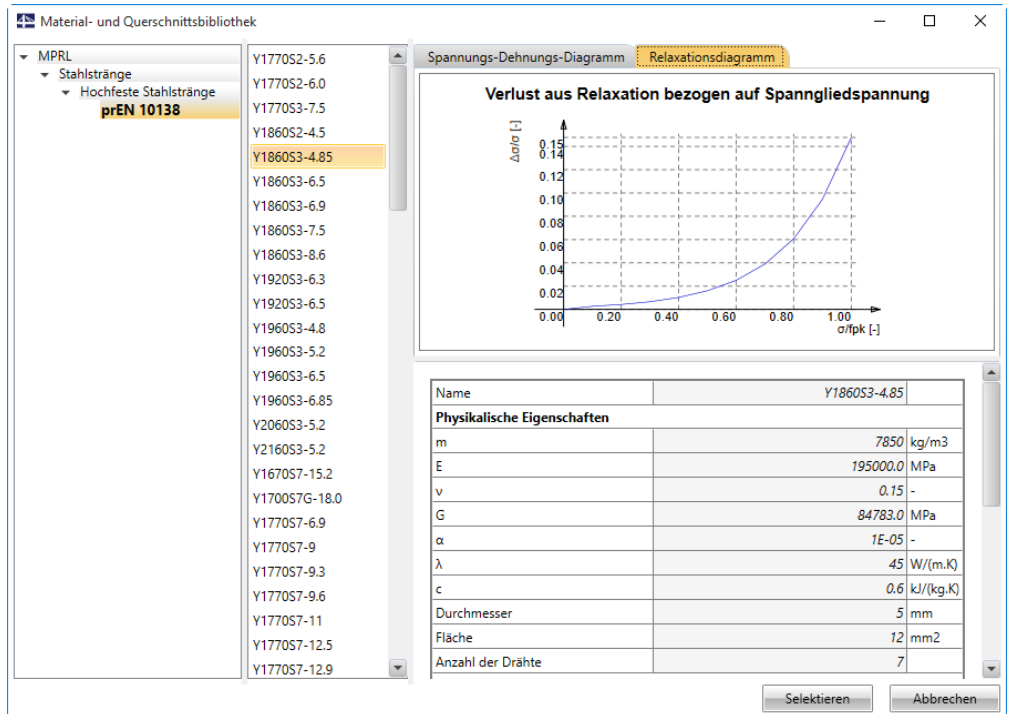 Material- und Querschnittsbibliothek
MPRL
Stahlstränge
Hochfeste Stahlstränge
prEN 10138
Y1770S2-5.6
Y1770S2-6.0
Y1770S3-7.5
Y1860S2-4.5
Y1860S3-4.85
Y1860S3-6.5
Y1860S3-6.9
Y1860S3-7.5
Y1860S3-8.6
Y1920S3-6.3
Y1920S3-6.5
Y1960S3-4.8
Y1960S3-5.2
Y1960S3-6.5
Y1960S3-6.85
Y2060S3-5.2
Y2160S3-5.2
Y1670S7-15.2
Y1700S7G-18.0
Y1770S7-6.9
Y1770S7-9
Y1770S7-9.3
Y1770S7-9.6
Y1770S7-11
Y1770S7-12.5
Y1770S7-12.9
Spannungs-Dehnungs-Diagramm Relaxationsdiagramm
Verlust aus Relaxation bezogen auf Spanngliedspannung
Δσ/σ [-]
0.15
0.14
0.12
0.10
0.08
0.06
0.04
0.02
0.00 0.20 0.40 0.60 0.80 1.00
σ/fpk [-]
Name Y1860S3-4.85
Physikalische Eigenschaften
m 7850 kg/m3
E 195000.0 MPa
ν 0.15 -
G 84783.0 MPa
α 1E-05 -
λ 45 W/(m.K)
c 0.6 kJ/(kg.K)
Durchmesser 5 mm
Fläche 12 mm2
Anzahl der Drähte 7
Selektieren Abbrechen